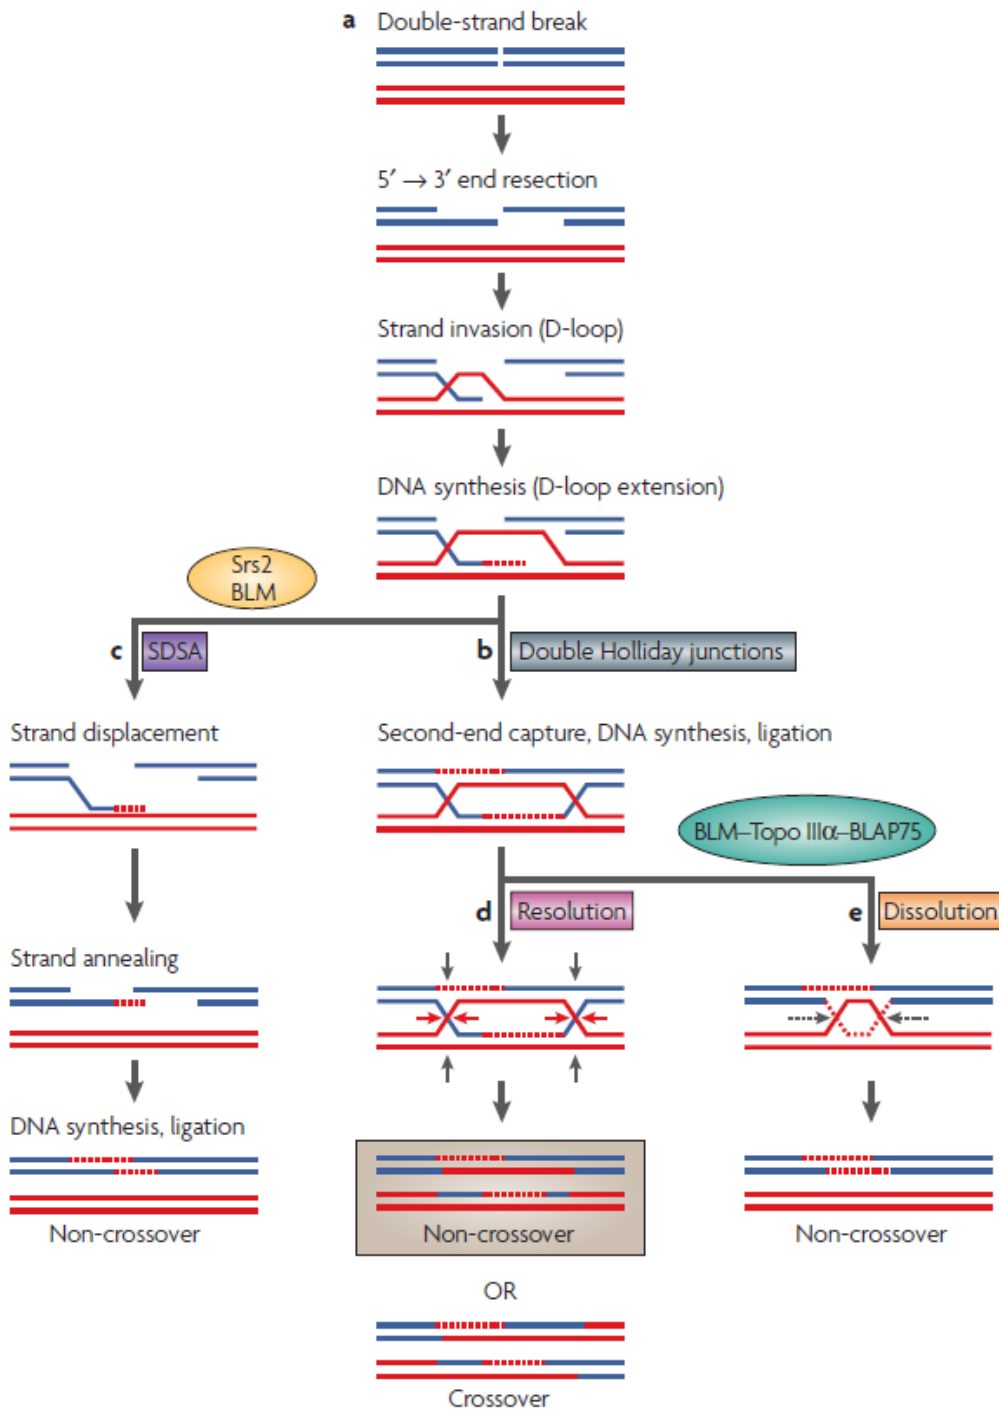 a Double-strand break
5′ → 3′ end resection
Strand invasion (D-loop)
DNA synthesis (D-loop extension)
Srs2
BLM
c SDSA
b Double Holliday junctions
Strand displacement
Second-end capture, DNA synthesis, ligation
BLM–Topo IIIα–BLAP75
d Resolution
e Dissolution
Strand annealing
DNA synthesis, ligation
Non-crossover
Non-crossover
Non-crossover
OR
Crossover